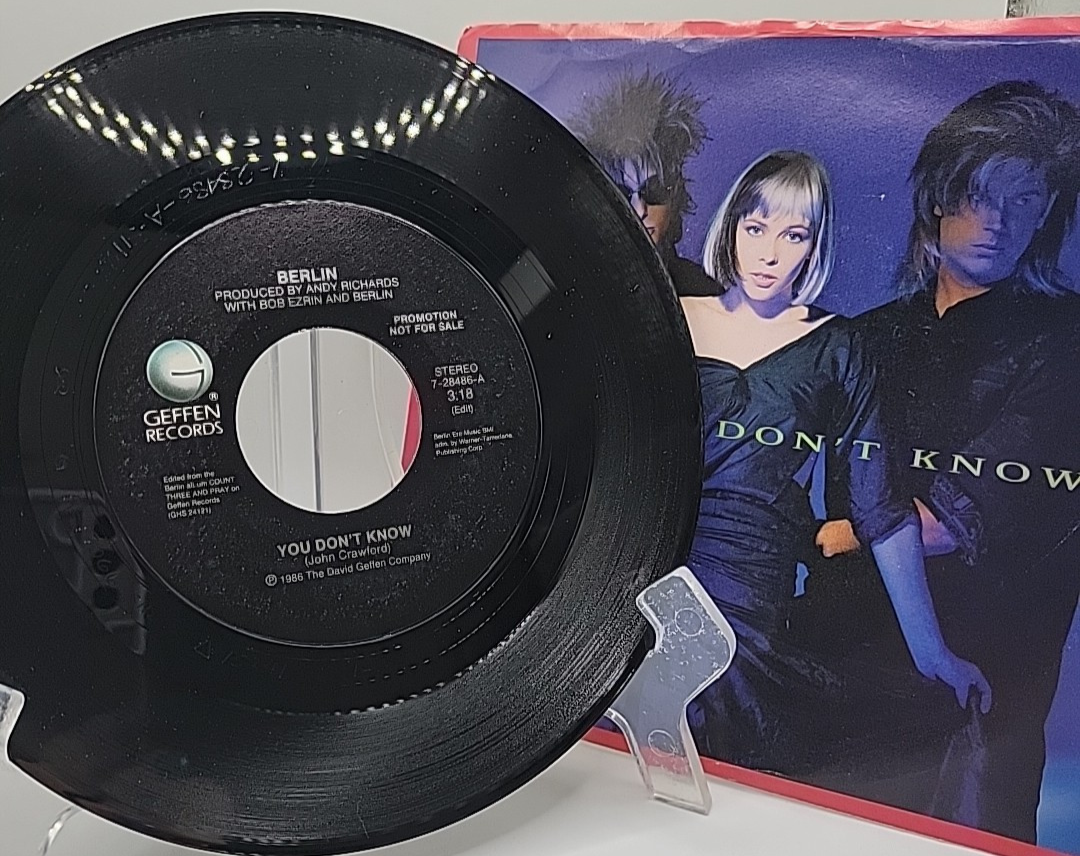 7-28486-A
BERLIN
PRODUCED BY ANDY RICHARDS
WITH BOB EZRIN AND BERLIN
PROMOTION
NOT FOR SALE
STEREO
7-28486-A
3:18
(Edit)
GEFFEN
RECORDS
®
Berlin Era Music BMI
adm. by Warner-Tamerlane
Publishing Corp.
Edited from the
Berlin album COUNT
THREE AND PRAY on
Geffen Records
(GHS 24121)
YOU DON'T KNOW
(John Crawford)
℗ 1986 The David Geffen Company
DON'T KNOW